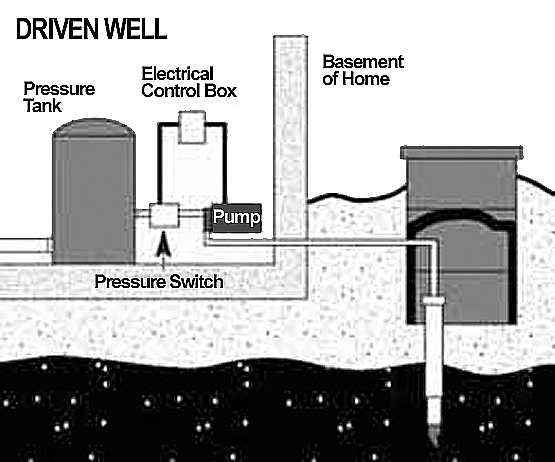 DRIVEN WELL
Electrical
Control Box
Basement
of Home
Pressure
Tank
Pump
Pressure Switch